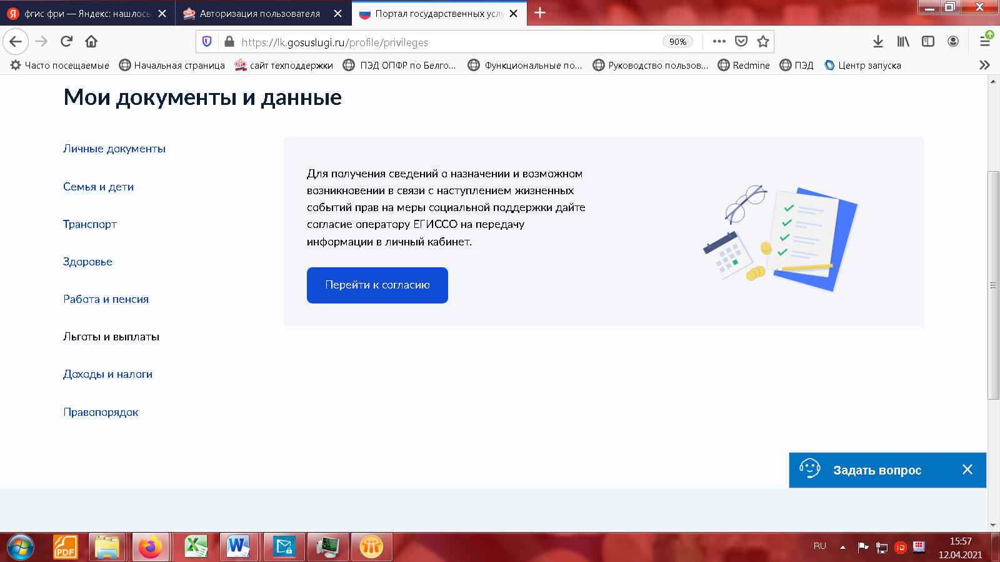 фгис фри — Яндекс: нашлось
Авторизация пользователя
Портал государственных услу
https://lk.gosuslugi.ru/profile/privileges
90%
Часто посещаемые
Начальная страница
сайт техподдержки
ПЭД ОПФР по Белго...
Функциональные по...
Руководство пользов...
Redmine
ПЭД
Центр запуска
Мои документы и данные
Личные документы
Семья и дети
Транспорт
Здоровье
Работа и пенсия
Льготы и выплаты
Доходы и налоги
Правопорядок
Для получения сведений о назначении и возможном
возникновении в связи с наступлением жизненных
событий прав на меры социальной поддержки дайте
согласие оператору ЕГИССО на передачу
информации в личный кабинет.
Перейти к согласию
Задать вопрос
PDF
RU
15:57
12.04.2021